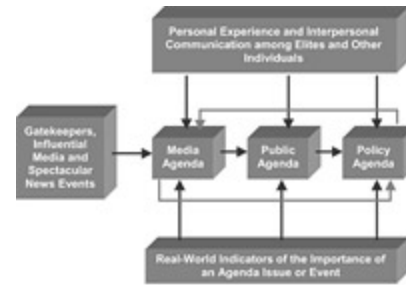 Personal Experience and Interpersonal
Communication among Elites and Other
Individuals
Gatekeepers,
Influential
Media and
Spectacular
News Events
Media
Agenda
Public
Agenda
Policy
Agenda
Real-World Indicators of the Importance of
an Agenda Issue or Event